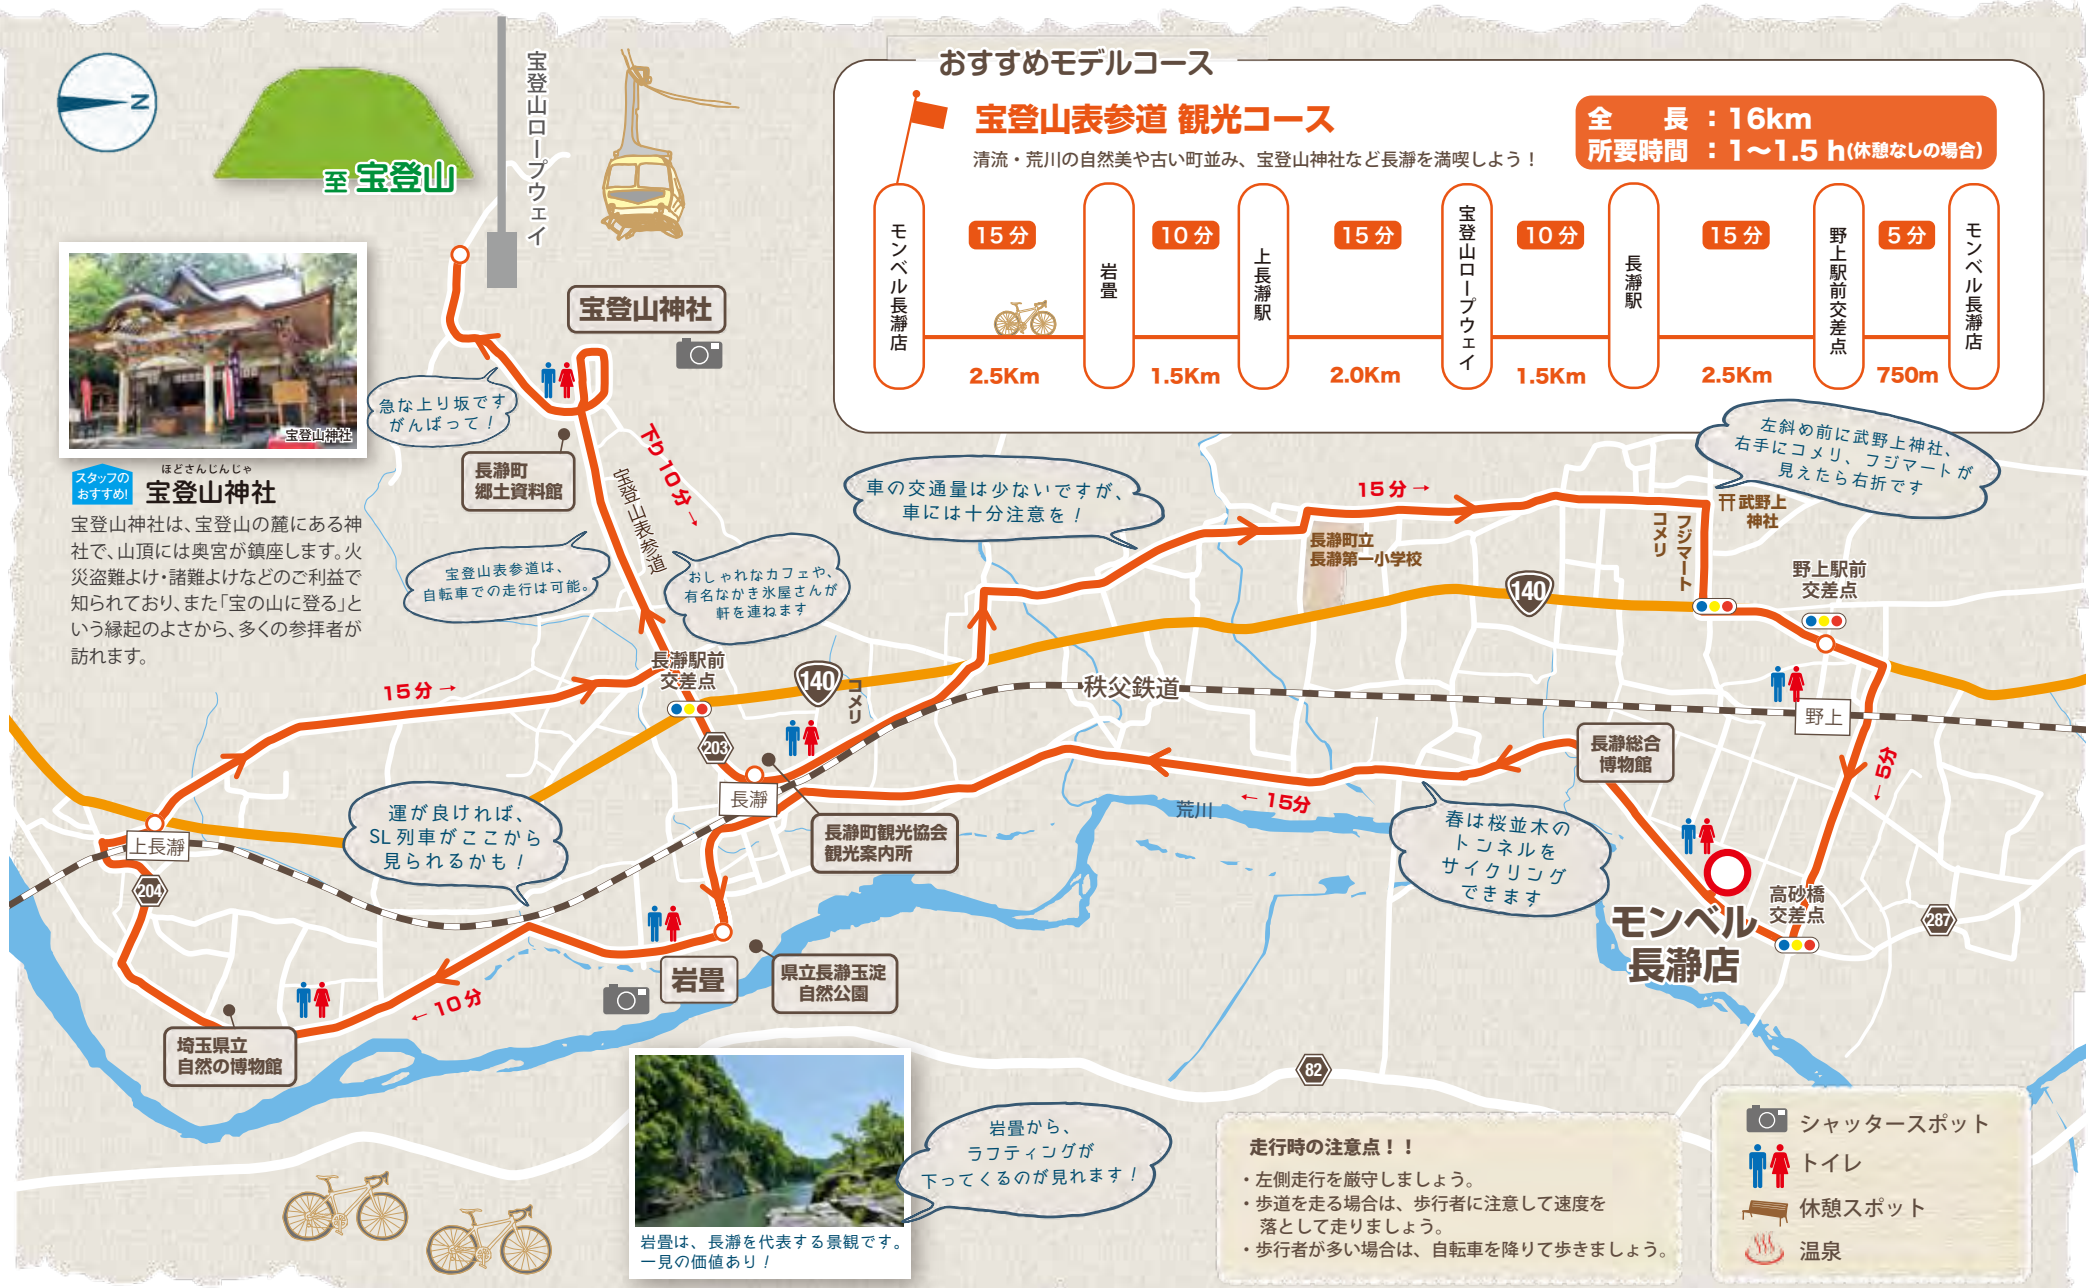 おすすめモデルコース
宝登山表参道 観光コース
清流・荒川の自然美や古い町並み、宝登山神社など長瀞を満喫しよう！
全　長：16km
所要時間：1〜1.5 h(休憩なしの場合)
モンベル長瀞店
15分
2.5Km
岩畳
10分
1.5Km
上長瀞駅
15分
2.0Km
宝登山ロープウェイ
10分
1.5Km
長瀞駅
15分
2.5Km
野上駅前交差点
5分
750m
モンベル長瀞店
N
至 宝登山
宝登山ロープウェイ
宝登山神社
宝登山神社
スタッフの
おすすめ!
ほどさんじんじゃ
宝登山神社
宝登山神社は、宝登山の麓にある神
社で、山頂には奥宮が鎮座します。火
災盗難よけ・諸難よけなどのご利益で
知られており、また「宝の山に登る」と
いう縁起のよさから、多くの参拝者が
訪れます。
急な上り坂です
がんばって！
長瀞町
郷土資料館
下り10分→
宝登山表参道
宝登山表参道は、
自転車での走行は可能。
おしゃれなカフェや、
有名なかき氷屋さんが
軒を連ねます
車の交通量は少ないですが、
車には十分注意を！
15分→
長瀞町立
長瀞第一小学校
左斜め前に武野上神社、
右手にコメリ、フジマートが
見えたら右折です
武野上
神社
コメリ
フジマート
野上駅前
交差点
140
140
コメリ
長瀞駅前
交差点
15分→
秩父鉄道
203
長瀞
野上
長瀞総合
博物館
←5分
←15分
荒川
長瀞町観光協会
観光案内所
運が良ければ、
SL列車がここから
見られるかも！
上長瀞
204
春は桜並木の
トンネルを
サイクリング
できます
モンベル
長瀞店
高砂橋
交差点
287
岩畳
県立長瀞玉淀
自然公園
←10分
埼玉県立
自然の博物館
82
岩畳から、
ラフティングが
下ってくるのが見れます！
岩畳は、長瀞を代表する景観です。
一見の価値あり！
走行時の注意点！！
・左側走行を厳守しましょう。
・歩道を走る場合は、歩行者に注意して速度を
落として走りましょう。
・歩行者が多い場合は、自転車を降りて歩きましょう。
シャッタースポット
トイレ
休憩スポット
温泉